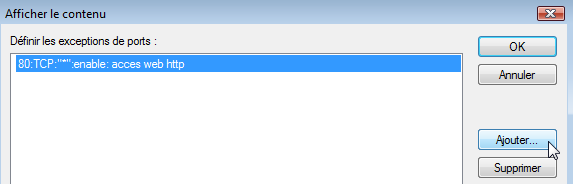 Afficher le contenu
Définir les exceptions de ports :
80:TCP:"*":enable: acces web http
OK
Annuler
Ajouter...
Supprimer